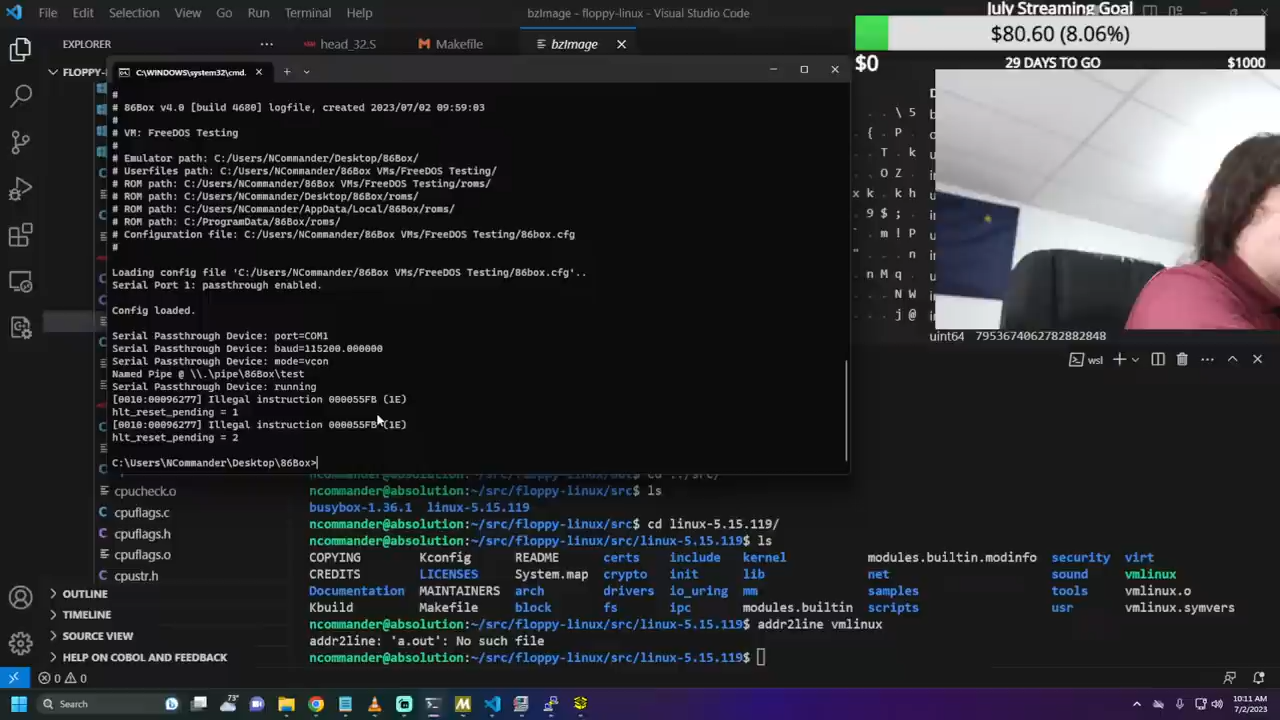 File Edit Selection View Go Run Terminal Help
bzImage - floppy-linux - Visual Studio Code
EXPLORER
head_32.S
Makefile
bzImage
July Streaming Goal
$80.60 (8.06%)
$0 29 DAYS TO GO $1000
C:\WINDOWS\system32\cmd.
#
# 86Box v4.0 [build 4680] logfile, created 2023/07/02 09:59:03
#
# VM: FreeDOS Testing
#
# Emulator path: C:/Users/NCommander/Desktop/86Box/
# Userfiles path: C:/Users/NCommander/86Box VMs/FreeDOS Testing/
# ROM path: C:/Users/NCommander/86Box VMs/FreeDOS Testing/roms/
# ROM path: C:/Users/NCommander/Desktop/86Box/roms/
# ROM path: C:/Users/NCommander/AppData/Local/86Box/roms/
# ROM path: C:/ProgramData/86Box/roms/
# Configuration file: C:/Users/NCommander/86Box VMs/FreeDOS Testing/86box.cfg
#
Loading config file 'C:/Users/NCommander/86Box VMs/FreeDOS Testing/86box.cfg'..
Serial Port 1: passthrough enabled.
Config loaded.
Serial Passthrough Device: port=COM1
Serial Passthrough Device: baud=115200.000000
Serial Passthrough Device: mode=vcon
Named Pipe @ \\.\pipe\86Box\test
Serial Passthrough Device: running
[0010:00096277] Illegal instruction 000055FB (1E)
hlt_reset_pending = 1
[0010:00096277] Illegal instruction 000055FB (1E)
hlt_reset_pending = 2
C:\Users\NCommander\Desktop\86Box>
. . \ 5
{ . P .
. T k
. O Z .
x k . k h
. 9 $ ; .
. m ! P
. n
. n M q .
. N W
. j @
uint64 7953674062782882848
wsl
cpucheck.o
cpuflags.c
cpuflags.h
cpuflags.o
cpustr.h
OUTLINE
TIMELINE
SOURCE VIEW
HELP ON COBOL AND FEEDBACK
ncommander@absolution:~/src/floppy-linux/src$ ls
busybox-1.36.1 linux-5.15.119
ncommander@absolution:~/src/floppy-linux/src$ cd linux-5.15.119/
ncommander@absolution:~/src/floppy-linux/src/linux-5.15.119$ ls
COPYING Kconfig README certs include kernel modules.builtin.modinfo security virt
CREDITS LICENSES System.map crypto init lib net sound vmlinux
Documentation MAINTAINERS arch drivers io_uring mm samples tools vmlinux.o
Kbuild Makefile block fs ipc modules.builtin scripts usr vmlinux.symvers
ncommander@absolution:~/src/floppy-linux/src/linux-5.15.119$ addr2line vmlinux
addr2line: 'a.out': No such file
ncommander@absolution:~/src/floppy-linux/src/linux-5.15.119$
0 0
Search
73°
10:11 AM
7/2/2023